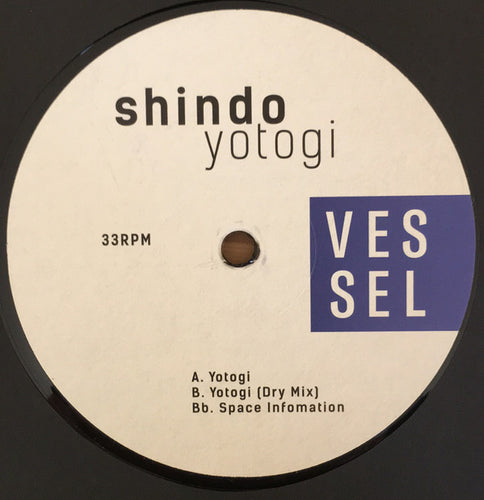 shindo
yotogi
33RPM
VES
SEL
A. Yotogi
B. Yotogi (Dry Mix)
Bb. Space Infomation